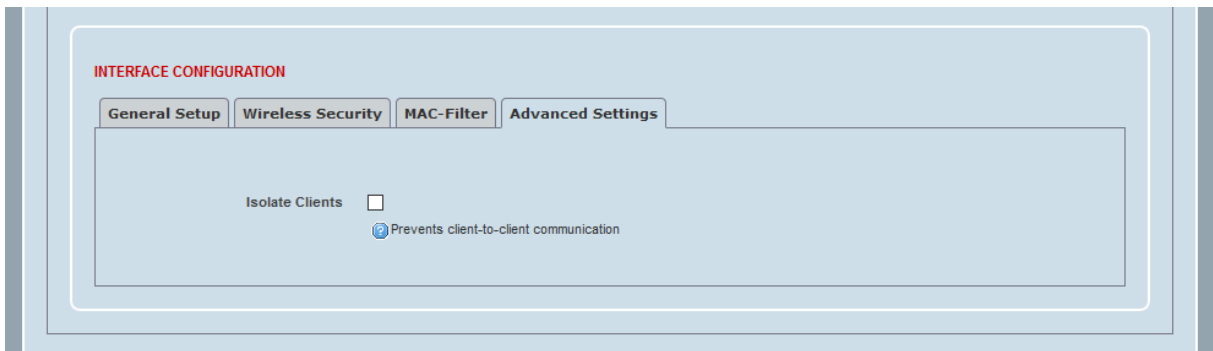 INTERFACE CONFIGURATION
General Setup Wireless Security MAC-Filter Advanced Settings
Isolate Clients
Prevents client-to-client communication